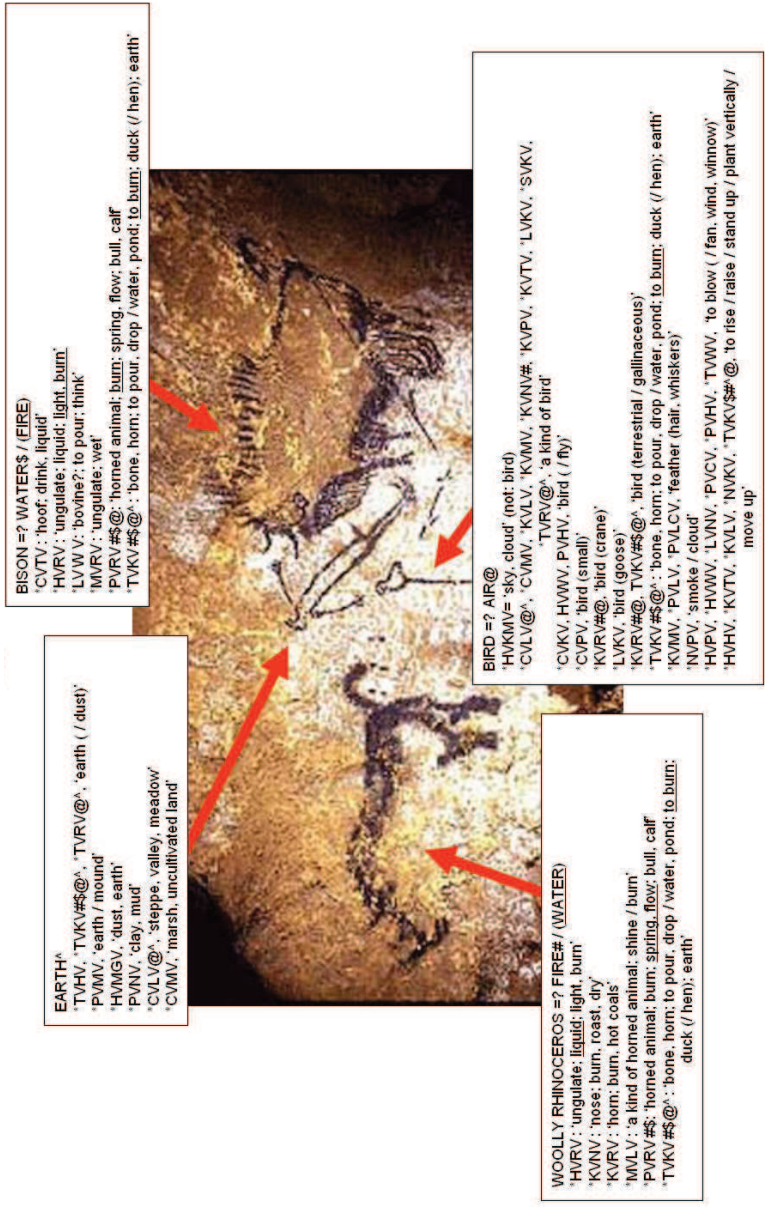 EARTH^
*TVHV, *TVKV#$@^, *TVRV@^, 'earth ( / dust)'
*PVMV, 'earth / mound'
*HVMGV, 'dust, earth'
*PVNV, 'clay, mud'
*CVLV@^, 'steppe, valley, meadow'
*CVMV, 'marsh, uncultivated land'
BISON =? WATER$ / (FIRE)
*CVTV : 'hoof; drink, liquid'
*HVRV : 'ungulate; liquid; light, burn'
*LVWV : 'bovine?; to pour; think'
*MVRV : 'ungulate; wet'
*PVRV#$@: 'horned animal; burn; spring, flow; bull, calf'
*TVKV#$@^ : 'bone, horn; to pour, drop / water, pond; to burn; duck (/ hen); earth'
WOOLLY RHINOCEROS =? FIRE# / (WATER)
*HVRV : 'ungulate; liquid; light, burn'
*KVNV : 'nose; burn, roast, dry'
*KVRV : 'horn; burn, hot coals'
*MVLV : 'a kind of horned animal; shine / burn'
*PVRV#$: 'horned animal; burn; spring, flow; bull, calf'
*TVKV#$@^ : 'bone, horn; to pour, drop / water, pond; to burn;
duck (/ hen); earth'
BIRD =? AIR@
*HVKMV= 'sky, cloud' (not: bird)
*CVLV@^, *CVMV, *KVLV, *KVMV, *KVNV#, *KVPV, *KVTV, *LVKV, *SVKV,
*TVRV@^, 'a kind of bird'
*CVKV, HVWV, PVHV, 'bird ( / fly)'
*CVPV, 'bird (small)'
*KVRV#@, 'bird (crane)'
*LVKV, 'bird (goose)'
*KVRV#@, TVKV#$@^, 'bird (terrestrial / gallinaceous)'
*TVKV#$@^ : 'bone, horn; to pour, drop / water, pond; to burn; duck (/ hen); earth'
*KVMV, *PVLV, *PVLCV, 'feather (hair, whiskers)'
*NVPV, 'smoke / cloud'
*HVPV, *HVWV, *LVNV, *PVCV, *PVHV, *TVWV, 'to blow ( / fan, wind, winnow)'
*HVHV, *KVTV, *KVLV, *NVKV, *TVKV$#^@, 'to rise / raise / stand up / plant vertically /
move up'